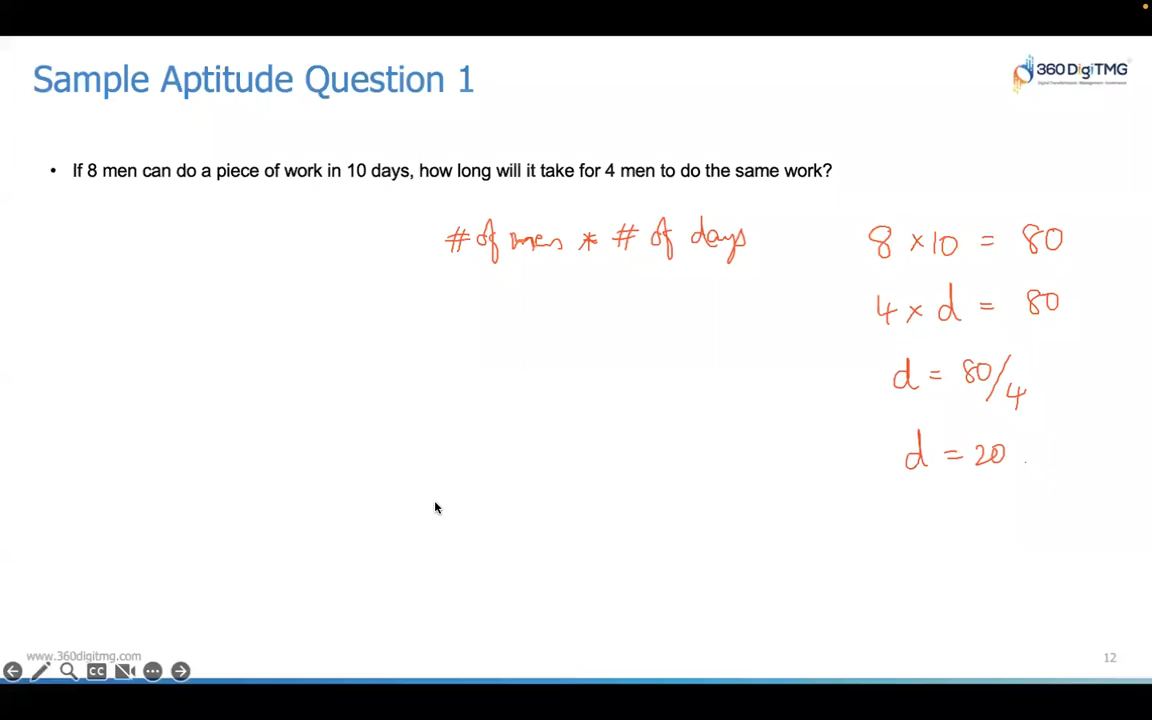 Sample Aptitude Question 1
360DigiTMG
• If 8 men can do a piece of work in 10 days, how long will it take for 4 men to do the same work?
# of men * # of days
8 × 10 = 80
4 × d = 80
d = 80/4
d = 20
www.360digitmg.com
12
CC